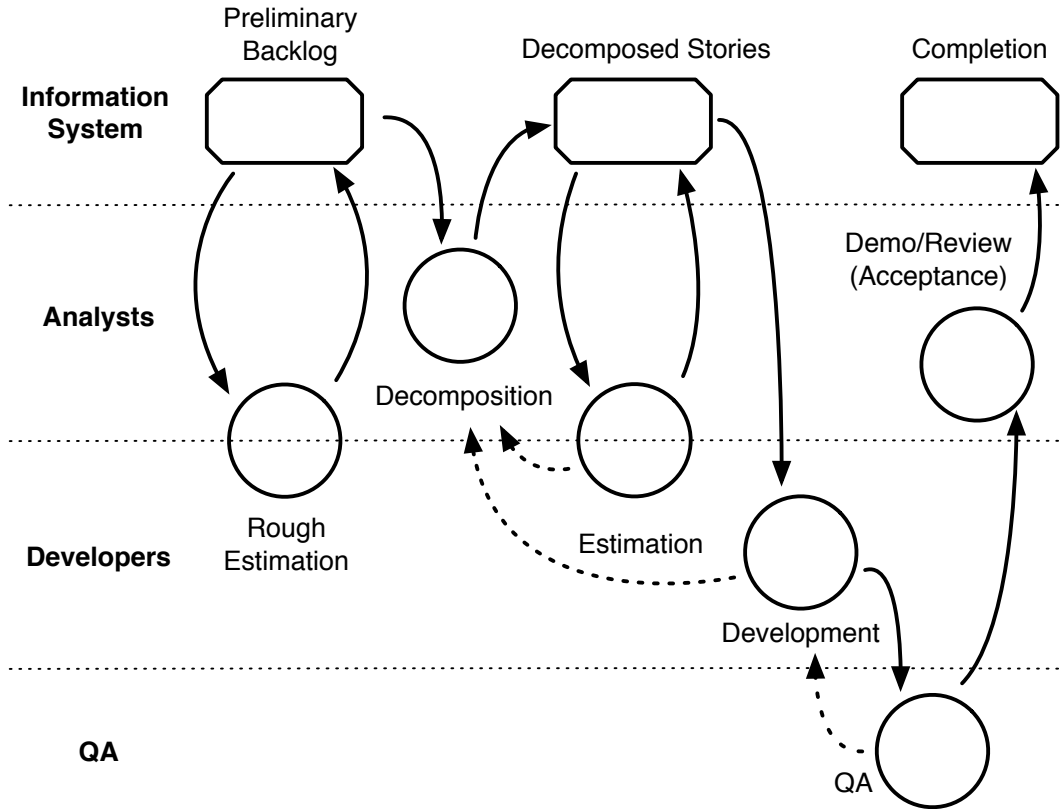 Preliminary
Backlog
Decomposed Stories
Completion
Information
System
Demo/Review
(Acceptance)
Analysts
Decomposition
Rough
Estimation
Estimation
Developers
Development
QA
QA